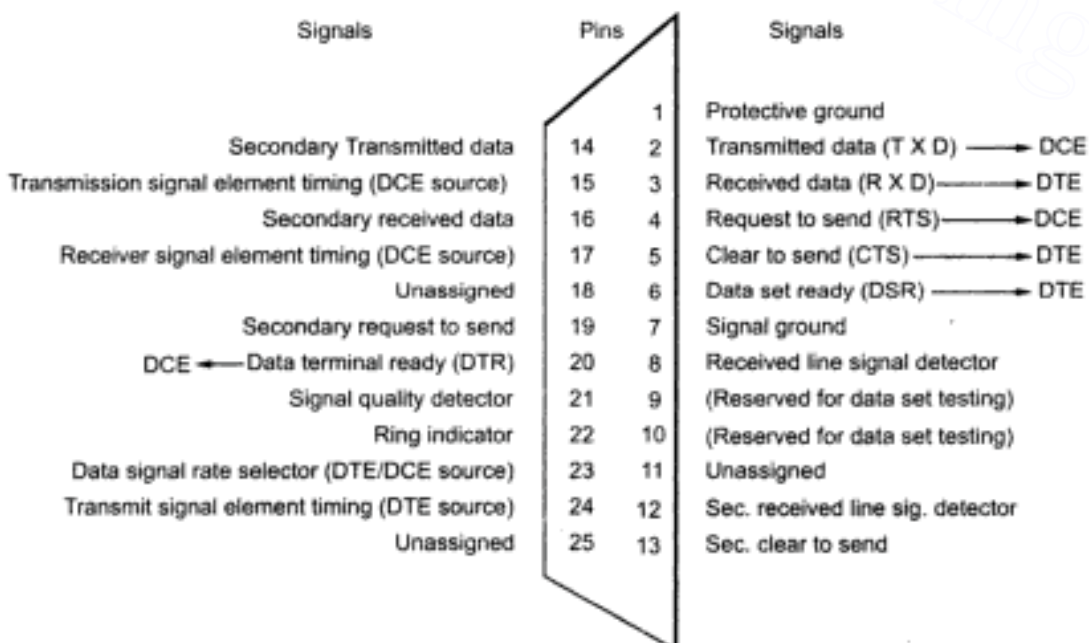 Signals Pins Signals
1 Protective ground
Secondary Transmitted data 14 2 Transmitted data (T X D) DCE
Transmission signal element timing (DCE source) 15 3 Received data (R X D) DTE
Secondary received data 16 4 Request to send (RTS) DCE
Receiver signal element timing (DCE source) 17 5 Clear to send (CTS) DTE
Unassigned 18 6 Data set ready (DSR) DTE
Secondary request to send 19 7 Signal ground
DCE Data terminal ready (DTR) 20 8 Received line signal detector
Signal quality detector 21 9 (Reserved for data set testing)
Ring indicator 22 10 (Reserved for data set testing)
Data signal rate selector (DTE/DCE source) 23 11 Unassigned
Transmit signal element timing (DTE source) 24 12 Sec. received line sig. detector
Unassigned 25 13 Sec. clear to send